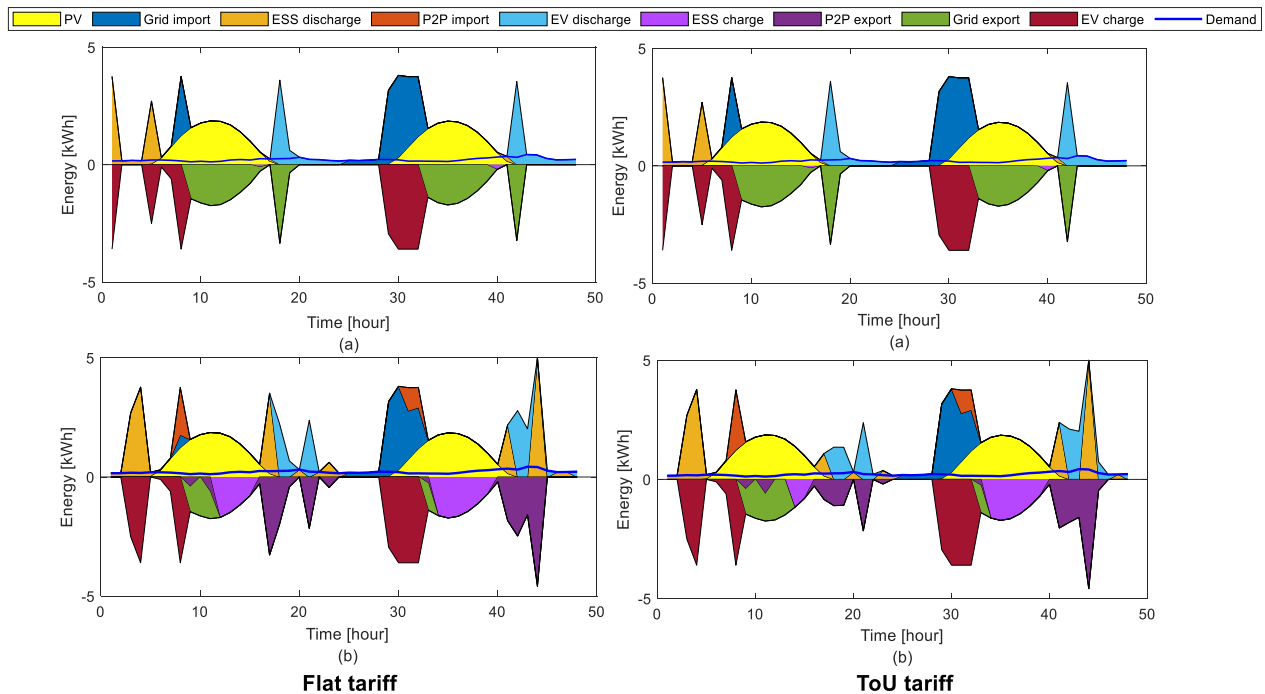 PV Grid import ESS discharge P2P import EV discharge ESS charge P2P export Grid export EV charge Demand
5
0
-5
Energy [kWh]
0 10 20 30 40 50
Time [hour]
(a)
5
0
-5
Energy [kWh]
0 10 20 30 40 50
Time [hour]
(a)
5
0
-5
Energy [kWh]
0 10 20 30 40 50
Time [hour]
(b)
5
0
-5
Energy [kWh]
0 10 20 30 40 50
Time [hour]
(b)
Flat tariff
ToU tariff